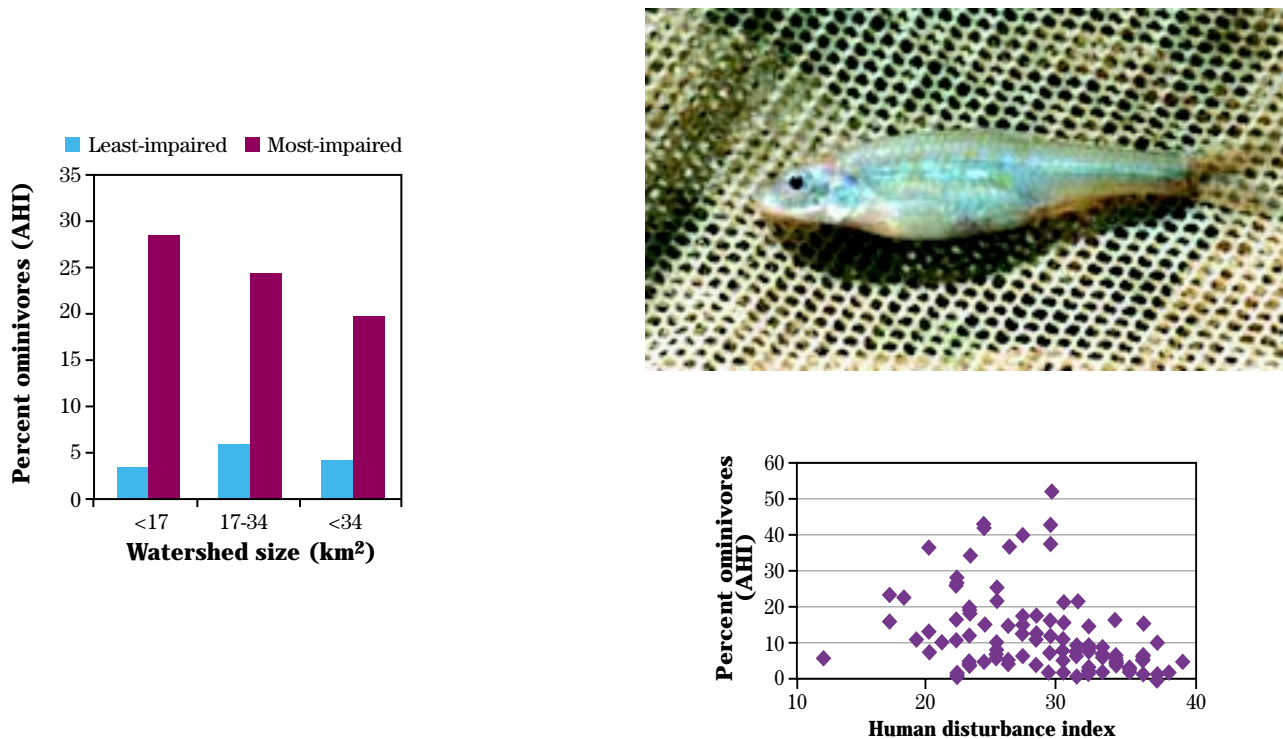 Least-impaired Most-impaired
Percent ominivores (AHI)
35
30
25
20
15
10
5
0
<17 17-34 <34
Watershed size (km²)
Percent ominivores
(AHI)
60
50
40
30
20
10
0
10 20 30 40
Human disturbance index